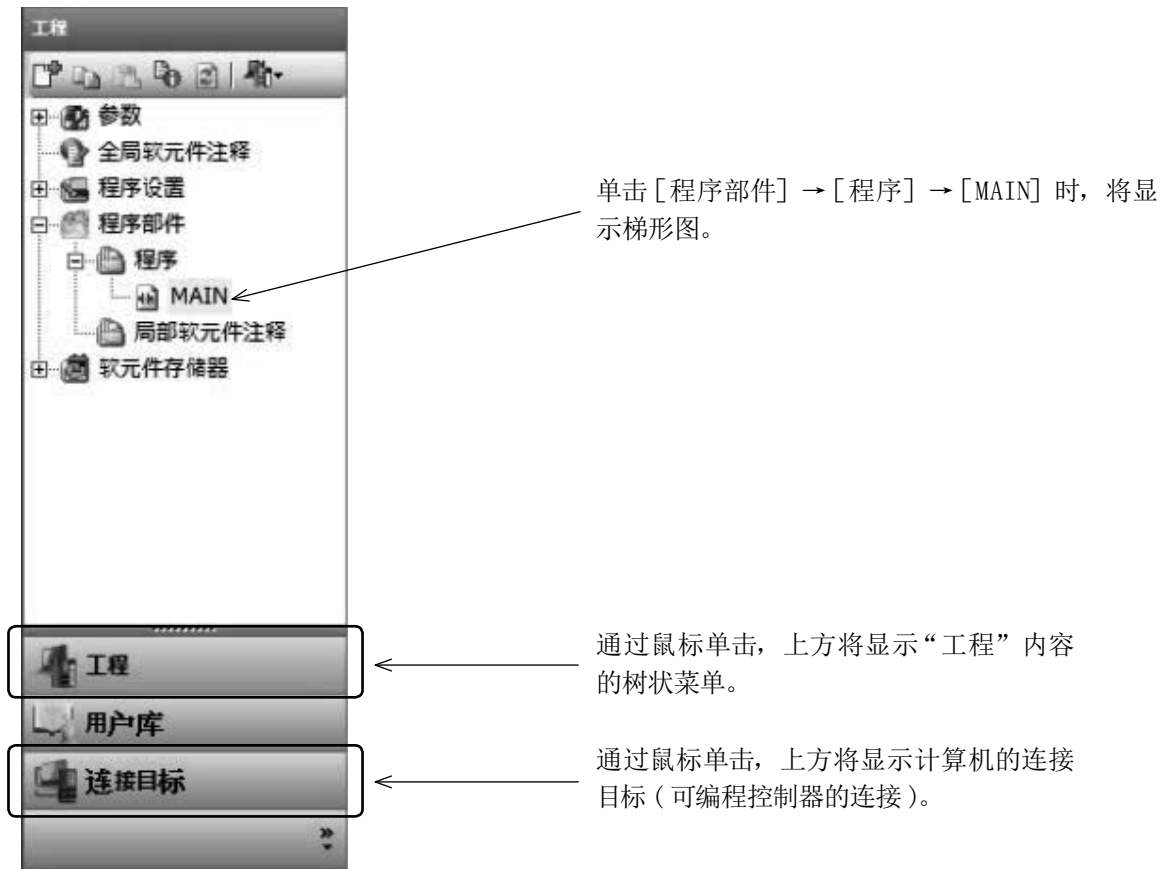 工程
参数
全局软元件注释
程序设置
程序部件
程序
MAIN
局部软元件注释
软元件存储器
单击[程序部件]→[程序]→[MAIN]时，将显
示梯形图。
工程
用户库
连接目标
通过鼠标单击，上方将显示“工程”内容
的树状菜单。
通过鼠标单击，上方将显示计算机的连接
目标(可编程控制器的连接)。